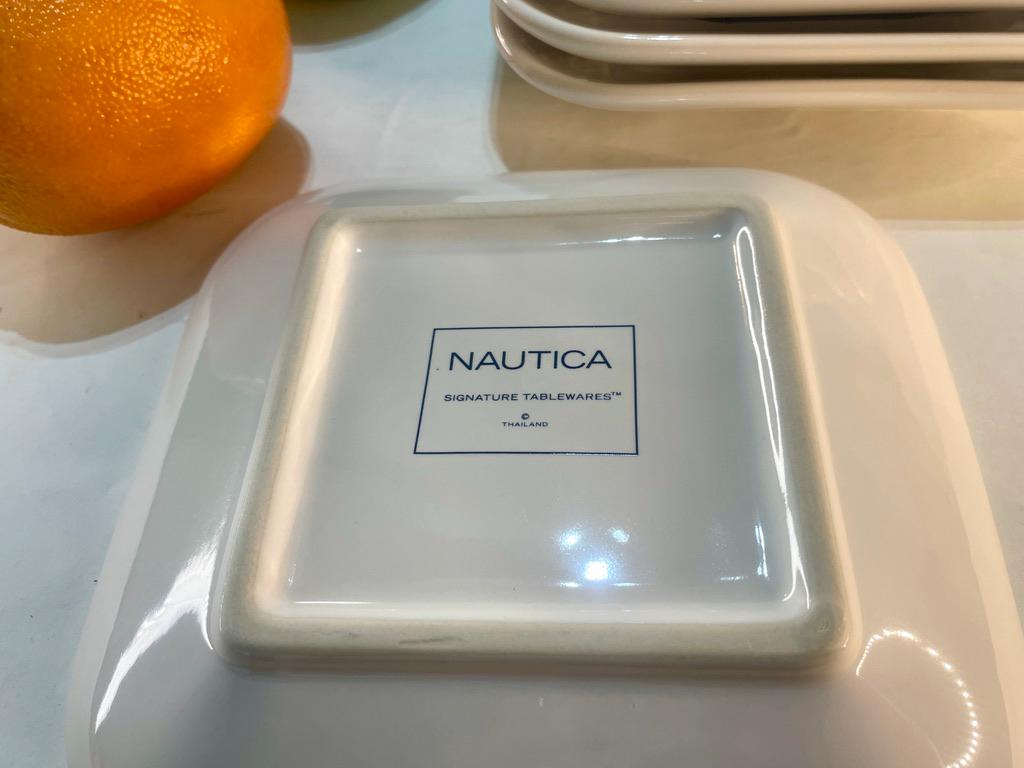 NAUTICA
SIGNATURE TABLEWARES™
©
THAILAND